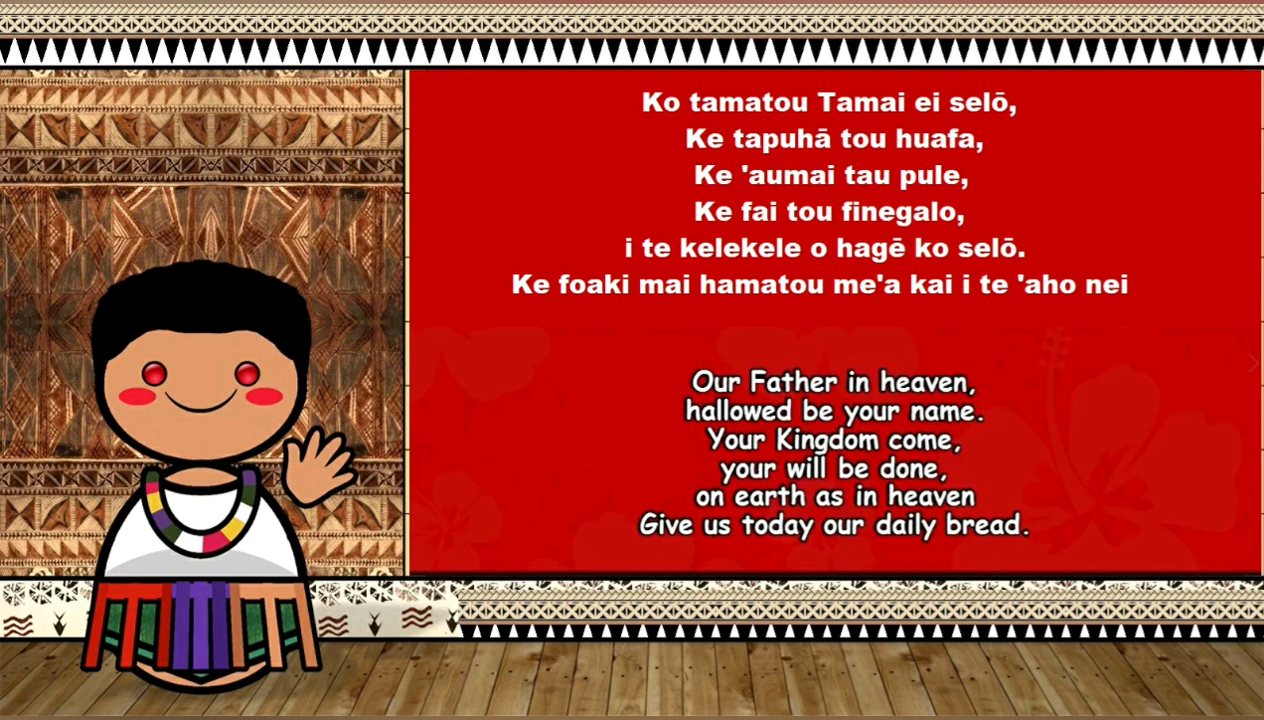 Ko tamatou Tamai ei selō,
Ke tapuhā tou huafa,
Ke 'aumai tau pule,
Ke fai tou finegalo,
i te kelekele o hagē ko selō.
Ke foaki mai hamatou me'a kai i te 'aho nei
Our Father in heaven,
hallowed be your name.
Your Kingdom come,
your will be done,
on earth as in heaven
Give us today our daily bread.